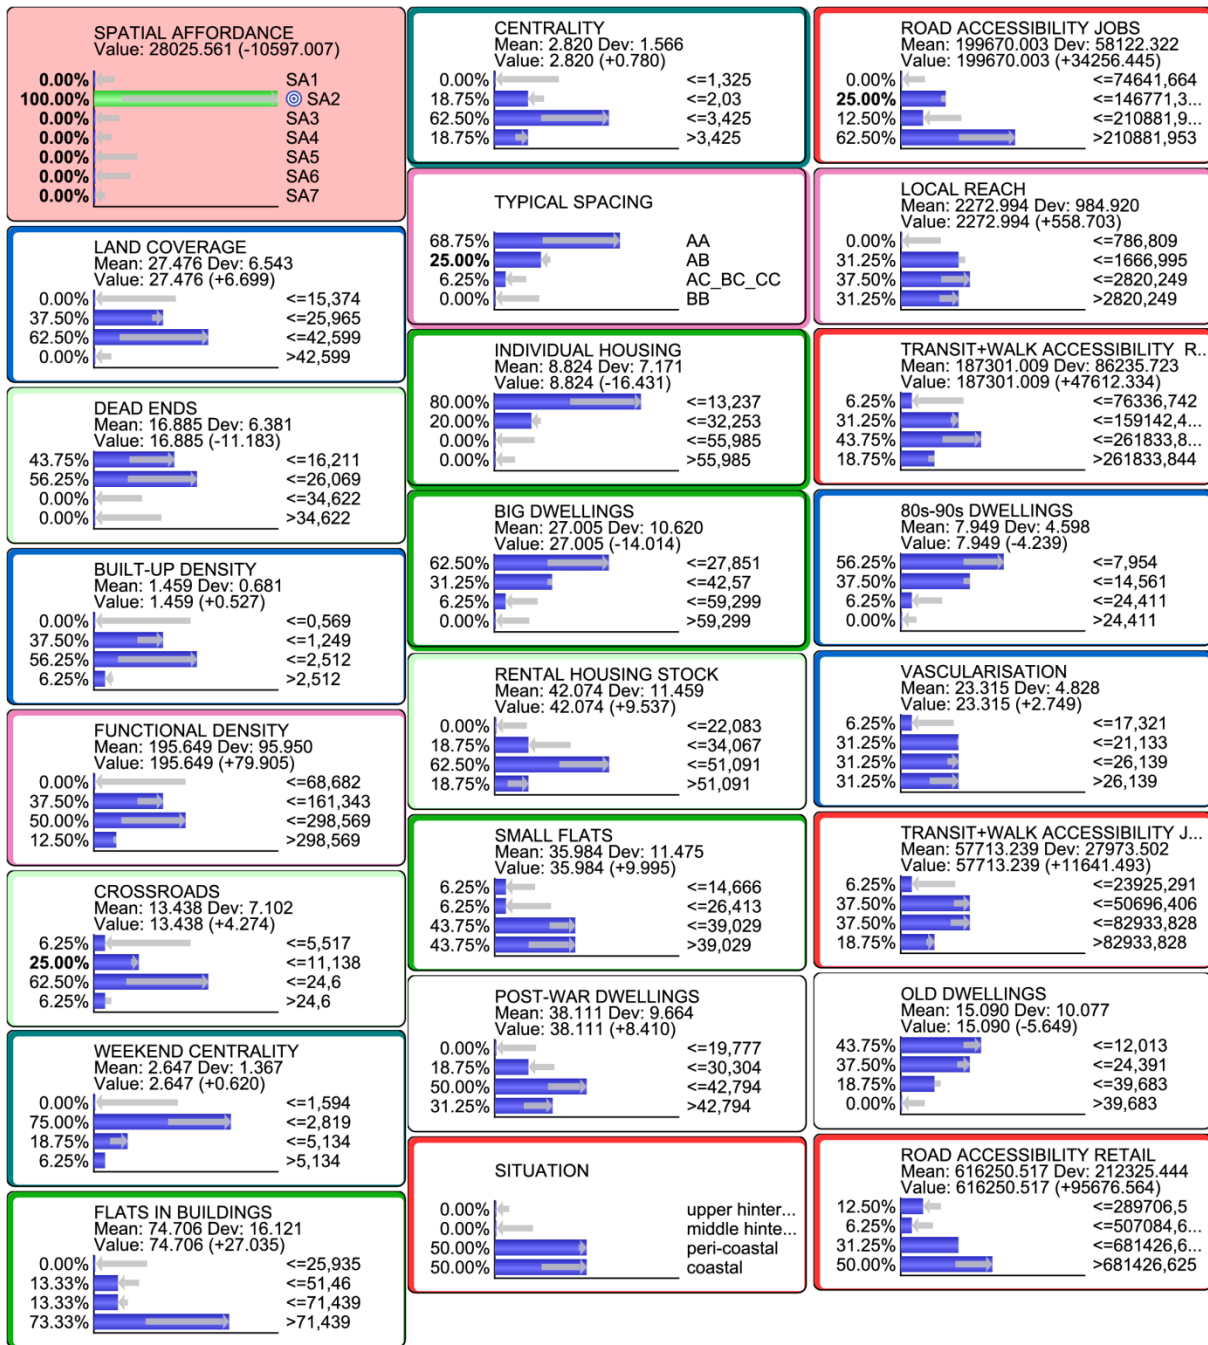 SPATIAL AFFORDANCE
Value: 28025.561 (-10597.007)
0.00% SA1
100.00% SA2
0.00% SA3
0.00% SA4
0.00% SA5
0.00% SA6
0.00% SA7
LAND COVERAGE
Mean: 27.476 Dev: 6.543
Value: 27.476 (+6.699)
0.00% <=15,374
37.50% <=25,965
62.50% <=42,599
0.00% >42,599
DEAD ENDS
Mean: 16.885 Dev: 6.381
Value: 16.885 (-11.183)
43.75% <=16,211
56.25% <=26,069
0.00% <=34,622
0.00% >34,622
BUILT-UP DENSITY
Mean: 1.459 Dev: 0.681
Value: 1.459 (+0.527)
0.00% <=0,569
37.50% <=1,249
56.25% <=2,512
6.25% >2,512
FUNCTIONAL DENSITY
Mean: 195.649 Dev: 95.950
Value: 195.649 (+79.905)
0.00% <=68,682
37.50% <=161,343
50.00% <=298,569
12.50% >298,569
CROSSROADS
Mean: 13.438 Dev: 7.102
Value: 13.438 (+4.274)
6.25% <=5,517
25.00% <=11,138
62.50% <=24,6
6.25% >24,6
WEEKEND CENTRALITY
Mean: 2.647 Dev: 1.367
Value: 2.647 (+0.620)
0.00% <=1,594
75.00% <=2,819
18.75% <=5,134
6.25% >5,134
FLATS IN BUILDINGS
Mean: 74.706 Dev: 16.121
Value: 74.706 (+27.035)
0.00% <=25,935
13.33% <=51,46
13.33% <=71,439
73.33% >71,439
CENTRALITY
Mean: 2.820 Dev: 1.566
Value: 2.820 (+0.780)
0.00% <=1,325
18.75% <=2,03
62.50% <=3,425
18.75% >3,425
TYPICAL SPACING
68.75% AA
25.00% AB
6.25% AC_BC_CC
0.00% BB
INDIVIDUAL HOUSING
Mean: 8.824 Dev: 7.171
Value: 8.824 (-16.431)
80.00% <=13,237
20.00% <=32,253
0.00% <=55,985
0.00% >55,985
BIG DWELLINGS
Mean: 27.005 Dev: 10.620
Value: 27.005 (-14.014)
62.50% <=27,851
31.25% <=42,57
6.25% <=59,299
0.00% >59,299
RENTAL HOUSING STOCK
Mean: 42.074 Dev: 11.459
Value: 42.074 (+9.537)
0.00% <=22,083
18.75% <=34,067
62.50% <=51,091
18.75% >51,091
SMALL FLATS
Mean: 35.984 Dev: 11.475
Value: 35.984 (+9.995)
6.25% <=14,666
6.25% <=26,413
43.75% <=39,029
43.75% >39,029
POST-WAR DWELLINGS
Mean: 38.111 Dev: 9.664
Value: 38.111 (+8.410)
0.00% <=19,777
18.75% <=30,304
50.00% <=42,794
31.25% >42,794
SITUATION
0.00% upper hinter...
0.00% middle hinte...
50.00% peri-coastal
50.00% coastal
ROAD ACCESSIBILITY JOBS
Mean: 199670.003 Dev: 58122.322
Value: 199670.003 (+34256.445)
0.00% <=74641,664
25.00% <=146771,3...
12.50% <=210881,9...
62.50% >210881,953
LOCAL REACH
Mean: 2272.994 Dev: 984.920
Value: 2272.994 (+558.703)
0.00% <=786,809
31.25% <=1666,995
37.50% <=2820,249
31.25% >2820,249
TRANSIT+WALK ACCESSIBILITY R...
Mean: 187301.009 Dev: 86235.723
Value: 187301.009 (+47612.334)
6.25% <=76336,742
31.25% <=159142,4...
43.75% <=261833,8...
18.75% >261833,844
80s-90s DWELLINGS
Mean: 7.949 Dev: 4.598
Value: 7.949 (-4.239)
56.25% <=7,954
37.50% <=14,561
6.25% <=24,411
0.00% >24,411
VASCULARISATION
Mean: 23.315 Dev: 4.828
Value: 23.315 (+2.749)
6.25% <=17,321
31.25% <=21,133
31.25% <=26,139
31.25% >26,139
TRANSIT+WALK ACCESSIBILITY J...
Mean: 57713.239 Dev: 27973.502
Value: 57713.239 (+11641.493)
6.25% <=23925,291
37.50% <=50696,406
37.50% <=82933,828
18.75% >82933,828
OLD DWELLINGS
Mean: 15.090 Dev: 10.077
Value: 15.090 (-5.649)
43.75% <=12,013
37.50% <=24,391
18.75% <=39,683
0.00% >39,683
ROAD ACCESSIBILITY RETAIL
Mean: 616250.517 Dev: 212325.444
Value: 616250.517 (+95676.564)
12.50% <=289706,5
6.25% <=507084,6...
31.25% <=681426,6...
50.00% >681426,625